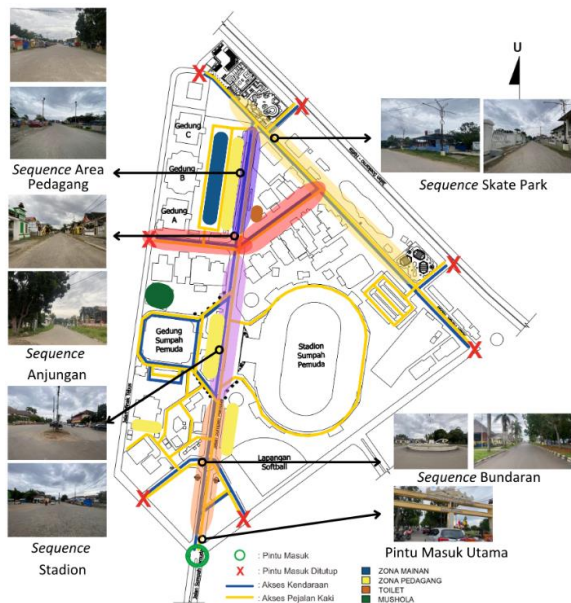 U
Gedung
C
Gedung
B
Gedung
A
Sequence Area
Pedagang
Sequence Skate Park
Sequence
Anjungan
Gedung
Sumpah
Pemuda
Stadion
Sumpah
Pemuda
Lapangan
Softball
Sequence
Stadion
Sequence Bundaran
Pintu Masuk Utama
: Pintu Masuk
X : Pintu Masuk Ditutup
: Akses Kendaraan
: Akses Pejalan Kaki
ZONA MAINAN
ZONA PEDAGANG
TOILET
MUSHOLA